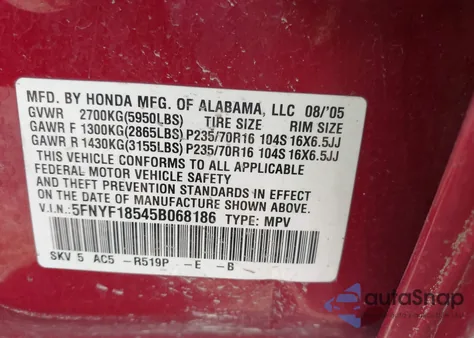 MFD. BY HONDA MFG. OF ALABAMA, LLC 08/'05
GVWR 2700KG(5950LBS) TIRE SIZE RIM SIZE
GAWR F 1300KG(2865LBS) P235/70R16 104S 16X6.5JJ
GAWR R 1430KG(3155LBS) P235/70R16 104S 16X6.5JJ
THIS VEHICLE CONFORMS TO ALL APPLICABLE
FEDERAL MOTOR VEHICLE SAFETY
AND THEFT PREVENTION STANDARDS IN EFFECT
ON THE DATE OF MANUFACTURE SHOWN ABOVE.
V.I.N:5FNYF18545B068186 TYPE: MPV
SKV 5 AC5 -R519P -E -B
autoSnap